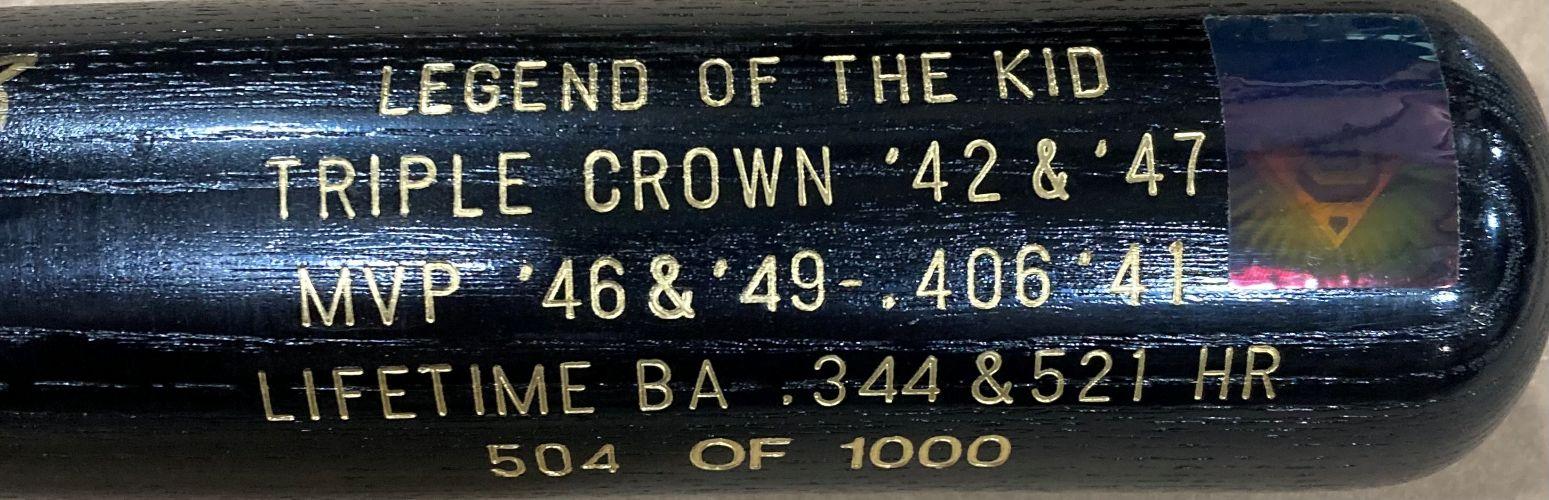 LEGEND OF THE KID
TRIPLE CROWN '42 & '47
MVP '46 & '49-.406 '41
LIFETIME BA .344 & 521 HR
504 OF 1000